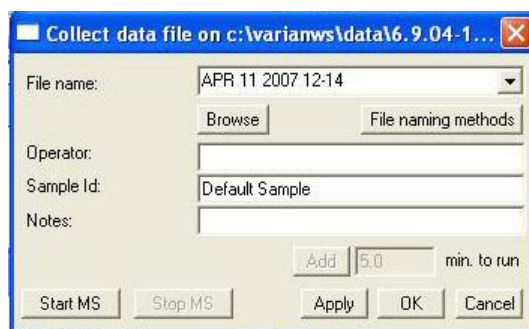 Collect data file on c:\varianws\data\6.9.04-1...
File name: APR 11 2007 12-14
Browse File naming methods
Operator:
Sample Id: Default Sample
Notes:
Add 5.0 min. to run
Start MS Stop MS Apply OK Cancel